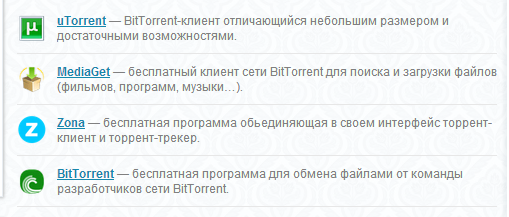 uTorrent — BitTorrent-клиент отличающийся небольшим размером и
достаточными возможностями.
MediaGet — бесплатный клиент сети BitTorrent для поиска и загрузки файлов
(фильмов, программ, музыки…).
Zona — бесплатная программа объединяющая в своем интерфейс торрент-
клиент и торрент-трекер.
BitTorrent — бесплатная программа для обмена файлами от команды
разработчиков сети BitTorrent.